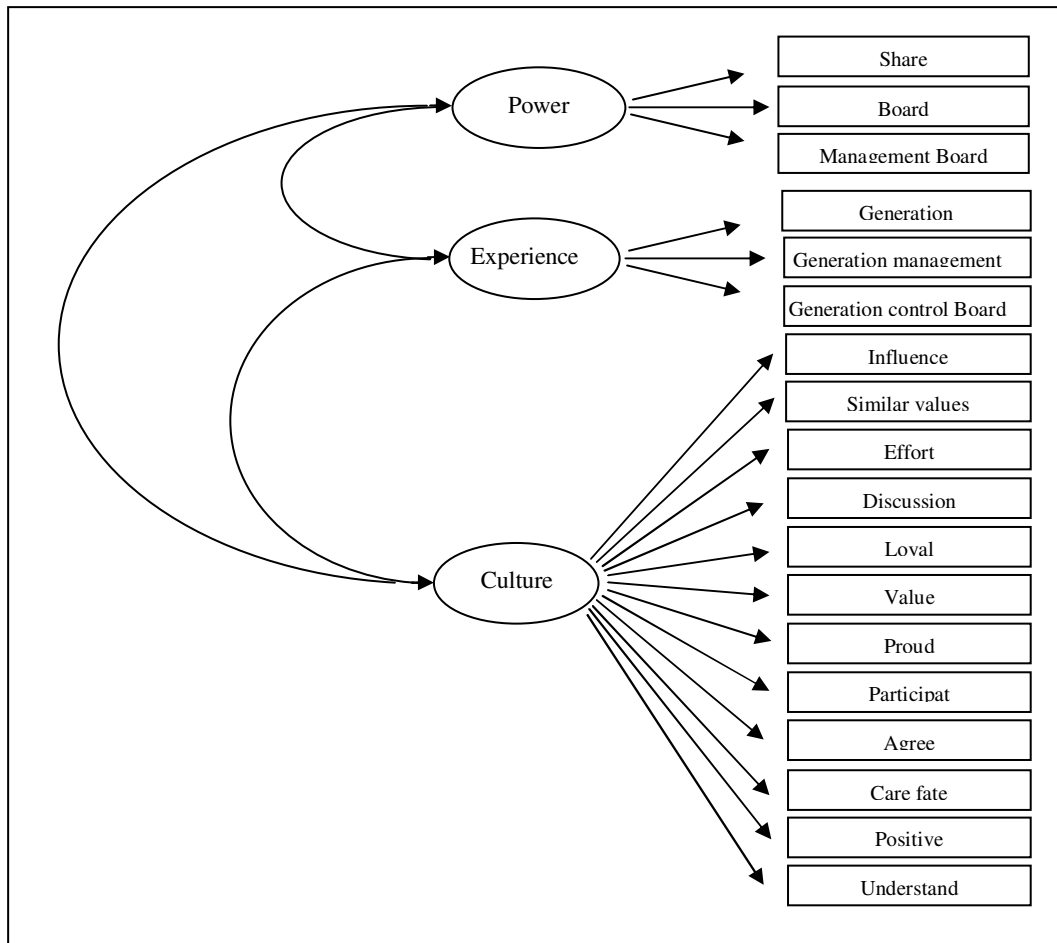 Power
Experience
Culture
Share
Board
Management Board
Generation
Generation management
Generation control Board
Influence
Similar values
Effort
Discussion
Loyal
Value
Proud
Participat
Agree
Care fate
Positive
Understand